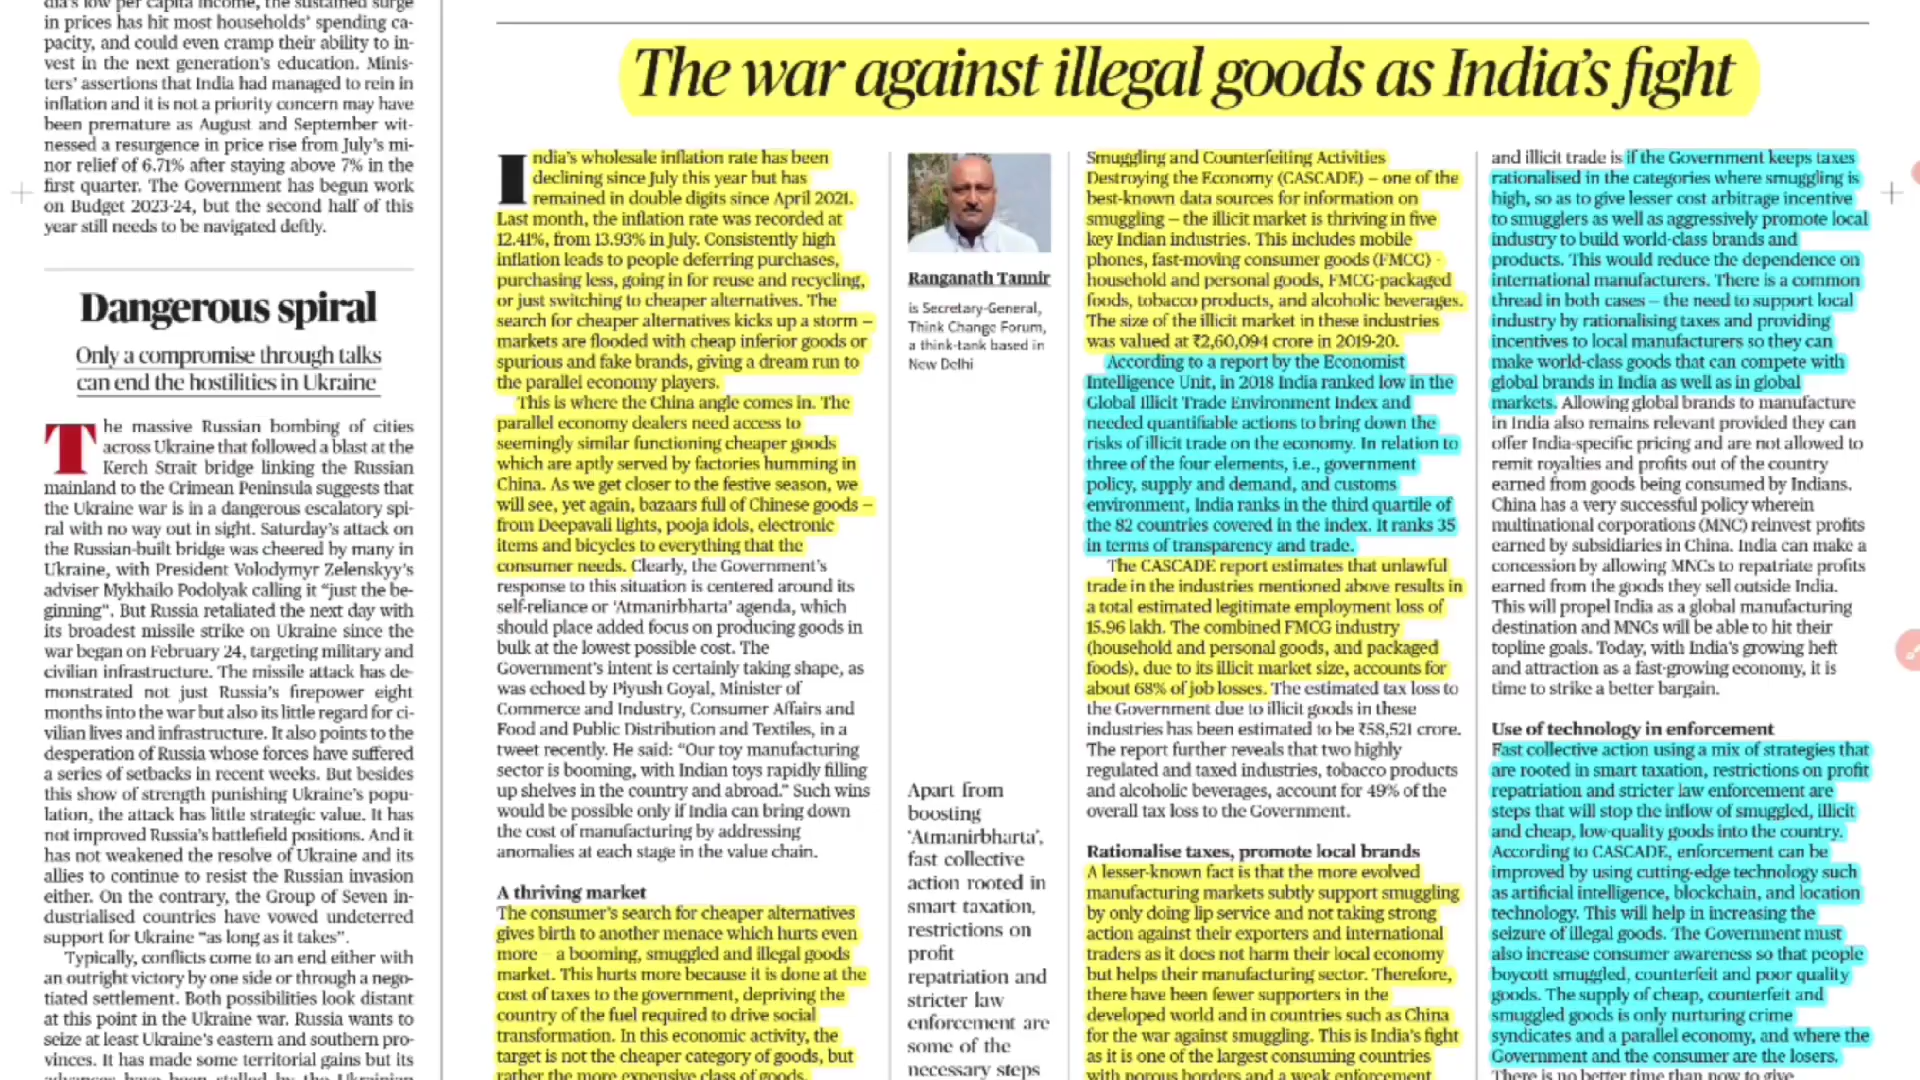 dia's low per capita income, the sustained surge
in prices has hit most households' spending ca-
pacity, and could even cramp their ability to in-
vest in the next generation's education. Minis-
ters' assertions that India had managed to rein in
inflation and it is not a priority concern may have
been premature as August and September wit-
nessed a resurgence in price rise from July's mi-
nor relief of 6.71% after staying above 7% in the
first quarter. The Government has begun work
on Budget 2023-24, but the second half of this
year still needs to be navigated deftly.
Dangerous spiral
Only a compromise through talks
can end the hostilities in Ukraine
The massive Russian bombing of cities
across Ukraine that followed a blast at the
Kerch Strait bridge linking the Russian
mainland to the Crimean Peninsula suggests that
the Ukraine war is in a dangerous escalatory spi-
ral with no way out in sight. Saturday's attack on
the Russian-built bridge was cheered by many in
Ukraine, with President Volodymyr Zelenskyy's
adviser Mykhailo Podolyak calling it "just the be-
ginning". But Russia retaliated the next day with
its broadest missile strike on Ukraine since the
war began on February 24, targeting military and
civilian infrastructure. The missile attack has de-
monstrated not just Russia's firepower eight
months into the war but also its little regard for ci-
vilian lives and infrastructure. It also points to the
desperation of Russia whose forces have suffered
a series of setbacks in recent weeks. But besides
this show of strength punishing Ukraine's popu-
lation, the attack has little strategic value. It has
not improved Russia's battlefield positions. And it
has not weakened the resolve of Ukraine and its
allies to continue to resist the Russian invasion
either. On the contrary, the Group of Seven in-
dustrialised countries have vowed undeterred
support for Ukraine "as long as it takes".
Typically, conflicts come to an end either with
an outright victory by one side or through a nego-
tiated settlement. Both possibilities look distant
at this point in the Ukraine war. Russia wants to
seize at least Ukraine's eastern and southern pro-
vinces. It has made some territorial gains but its
advances have been stalled by the Ukrainian
The war against illegal goods as India's fight
India's wholesale inflation rate has been
declining since July this year but has
remained in double digits since April 2021.
Last month, the inflation rate was recorded at
12.41%, from 13.93% in July. Consistently high
inflation leads to people deferring purchases,
purchasing less, going in for reuse and recycling,
or just switching to cheaper alternatives. The
search for cheaper alternatives kicks up a storm –
markets are flooded with cheap inferior goods or
spurious and fake brands, giving a dream run to
the parallel economy players.
This is where the China angle comes in. The
parallel economy dealers need access to
seemingly similar functioning cheaper goods
which are aptly served by factories humming in
China. As we get closer to the festive season, we
will see, yet again, bazaars full of Chinese goods –
from Deepavali lights, pooja idols, electronic
items and bicycles to everything that the
consumer needs. Clearly, the Government's
response to this situation is centered around its
self-reliance or 'Atmanirbharta' agenda, which
should place added focus on producing goods in
bulk at the lowest possible cost. The
Government's intent is certainly taking shape, as
was echoed by Piyush Goyal, Minister of
Commerce and Industry, Consumer Affairs and
Food and Public Distribution and Textiles, in a
tweet recently. He said: "Our toy manufacturing
sector is booming, with Indian toys rapidly filling
up shelves in the country and abroad." Such wins
would be possible only if India can bring down
the cost of manufacturing by addressing
anomalies at each stage in the value chain.
A thriving market
The consumer's search for cheaper alternatives
gives birth to another menace which hurts even
more – a booming, smuggled and illegal goods
market. This hurts more because it is done at the
cost of taxes to the government, depriving the
country of the fuel required to drive social
transformation. In this economic activity, the
target is not the cheaper category of goods, but
rather the more expensive class of goods.
Ranganath Tannir
is Secretary-General,
Think Change Forum,
a think-tank based in
New Delhi
Apart from
boosting
'Atmanirbharta',
fast collective
action rooted in
smart taxation,
restrictions on
profit
repatriation and
stricter law
enforcement are
some of the
necessary steps
Smuggling and Counterfeiting Activities
Destroying the Economy (CASCADE) – one of the
best-known data sources for information on
smuggling – the illicit market is thriving in five
key Indian industries. This includes mobile
phones, fast-moving consumer goods (FMCG) -
household and personal goods, FMCG-packaged
foods, tobacco products, and alcoholic beverages.
The size of the illicit market in these industries
was valued at ₹2,60,094 crore in 2019-20.
According to a report by the Economist
Intelligence Unit, in 2018 India ranked low in the
Global Illicit Trade Environment Index and
needed quantifiable actions to bring down the
risks of illicit trade on the economy. In relation to
three of the four elements, i.e., government
policy, supply and demand, and customs
environment, India ranks in the third quartile of
the 82 countries covered in the index. It ranks 35
in terms of transparency and trade.
The CASCADE report estimates that unlawful
trade in the industries mentioned above results in
a total estimated legitimate employment loss of
15.96 lakh. The combined FMCG industry
(household and personal goods, and packaged
foods), due to its illicit market size, accounts for
about 68% of job losses. The estimated tax loss to
the Government due to illicit goods in these
industries has been estimated to be ₹58,521 crore.
The report further reveals that two highly
regulated and taxed industries, tobacco products
and alcoholic beverages, account for 49% of the
overall tax loss to the Government.
Rationalise taxes, promote local brands
A lesser-known fact is that the more evolved
manufacturing markets subtly support smuggling
by only doing lip service and not taking strong
action against their exporters and international
traders as it does not harm their local economy
but helps their manufacturing sector. Therefore,
there have been fewer supporters in the
developed world and in countries such as China
for the war against smuggling. This is India's fight
as it is one of the largest consuming countries
with porous borders and a weak enforcement
and illicit trade is if the Government keeps taxes
rationalised in the categories where smuggling is
high, so as to give lesser cost arbitrage incentive
to smugglers as well as aggressively promote local
industry to build world-class brands and
products. This would reduce the dependence on
international manufacturers. There is a common
thread in both cases – the need to support local
industry by rationalising taxes and providing
incentives to local manufacturers so they can
make world-class goods that can compete with
global brands in India as well as in global
markets. Allowing global brands to manufacture
in India also remains relevant provided they can
offer India-specific pricing and are not allowed to
remit royalties and profits out of the country
earned from goods being consumed by Indians.
China has a very successful policy wherein
multinational corporations (MNC) reinvest profits
earned by subsidiaries in China. India can make a
concession by allowing MNCs to repatriate profits
earned from the goods they sell outside India.
This will propel India as a global manufacturing
destination and MNCs will be able to hit their
topline goals. Today, with India's growing heft
and attraction as a fast-growing economy, it is
time to strike a better bargain.
Use of technology in enforcement
Fast collective action using a mix of strategies that
are rooted in smart taxation, restrictions on profit
repatriation and stricter law enforcement are
steps that will stop the inflow of smuggled, illicit
and cheap, low-quality goods into the country.
According to CASCADE, enforcement can be
improved by using cutting-edge technology such
as artificial intelligence, blockchain, and location
technology. This will help in increasing the
seizure of illegal goods. The Government must
also increase consumer awareness so that people
boycott smuggled, counterfeit and poor quality
goods. The supply of cheap, counterfeit and
smuggled goods is only nurturing crime
syndicates and a parallel economy, and where the
Government and the consumer are the losers.
There is no better time than now to give